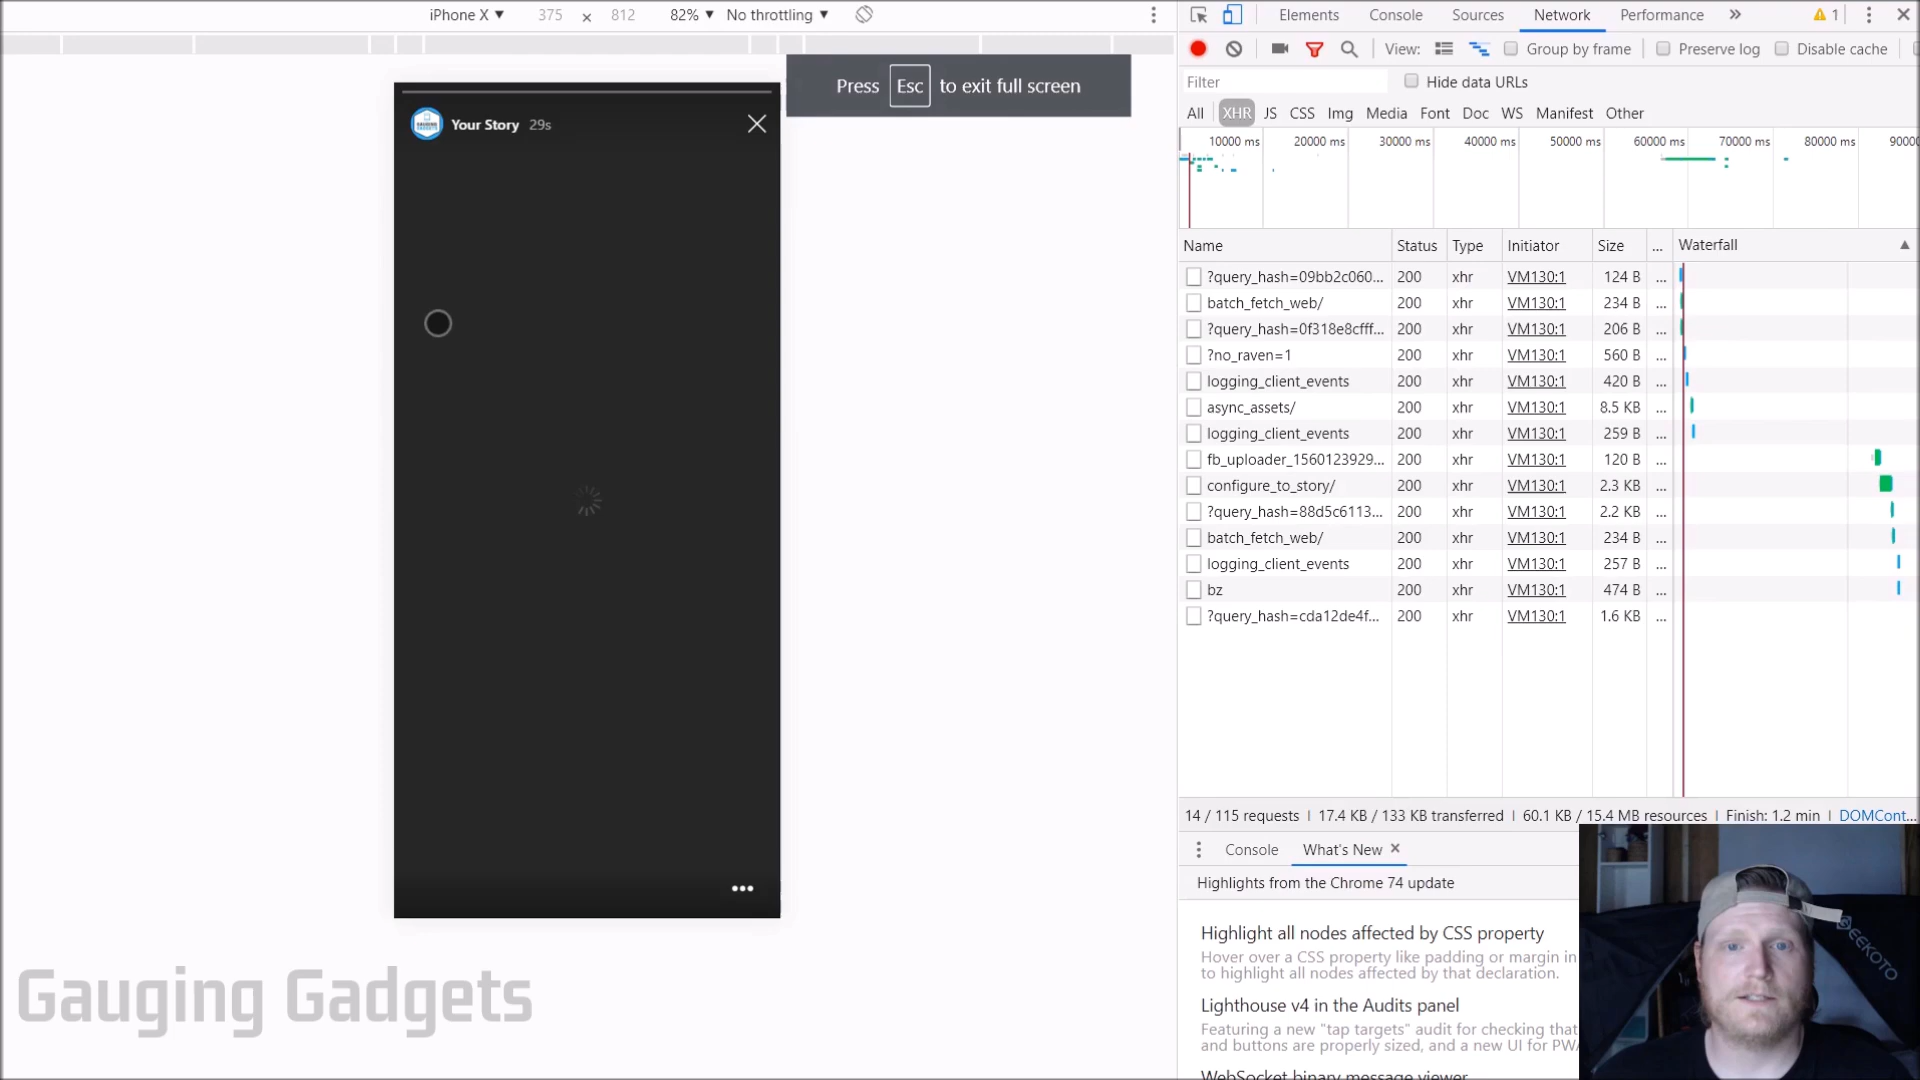 iPhone X 375 × 812 82% No throttling
Elements Console Sources Network Performance » 1
View: Group by frame Preserve log Disable cache
Press Esc to exit full screen
Filter Hide data URLs
All XHR JS CSS Img Media Font Doc WS Manifest Other
Your Story 29s
10000 ms 20000 ms 30000 ms 40000 ms 50000 ms 60000 ms 70000 ms 80000 ms 90000
Name Status Type Initiator Size ... Waterfall
?query_hash=09bb2c060... 200 xhr VM130:1 124 B ...
batch_fetch_web/ 200 xhr VM130:1 234 B ...
?query_hash=0f318e8cfff... 200 xhr VM130:1 206 B ...
?no_raven=1 200 xhr VM130:1 560 B ...
logging_client_events 200 xhr VM130:1 420 B ...
async_assets/ 200 xhr VM130:1 8.5 KB ...
logging_client_events 200 xhr VM130:1 259 B ...
fb_uploader_1560123929... 200 xhr VM130:1 120 B ...
configure_to_story/ 200 xhr VM130:1 2.3 KB ...
?query_hash=88d5c6113... 200 xhr VM130:1 2.2 KB ...
batch_fetch_web/ 200 xhr VM130:1 234 B ...
logging_client_events 200 xhr VM130:1 257 B ...
bz 200 xhr VM130:1 474 B ...
?query_hash=cda12de4f... 200 xhr VM130:1 1.6 KB ...
14 / 115 requests | 17.4 KB / 133 KB transferred | 60.1 KB / 15.4 MB resources | Finish: 1.2 min | DOMCont...
Console What's New ×
Highlights from the Chrome 74 update
Highlight all nodes affected by CSS property
Hover over a CSS property like padding or margin in
to highlight all nodes affected by that declaration.
Lighthouse v4 in the Audits panel
Featuring a new "tap targets" audit for checking that
and buttons are properly sized, and a new UI for PWA
WebSocket binary message viewer
GEEKOTO
Gauging Gadgets